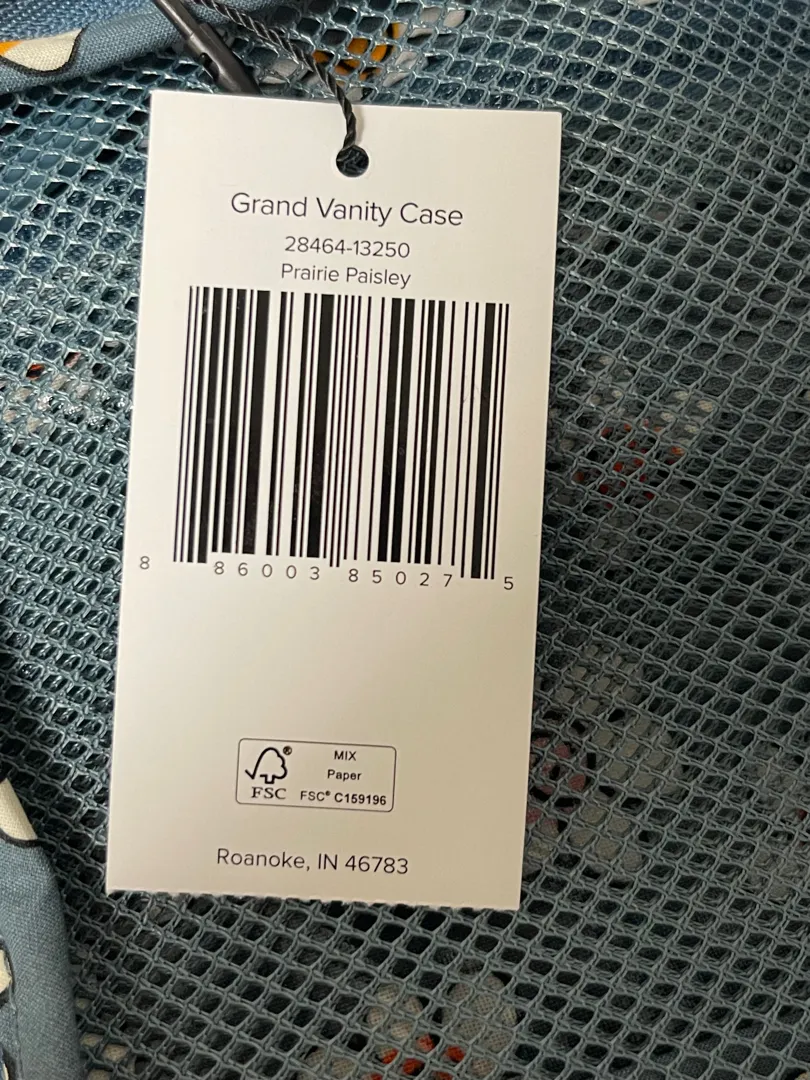 Grand Vanity Case
28464-13250
Prairie Paisley
8 86003 85027 5
FSC®
MIX
Paper
FSC® C159196
Roanoke, IN 46783